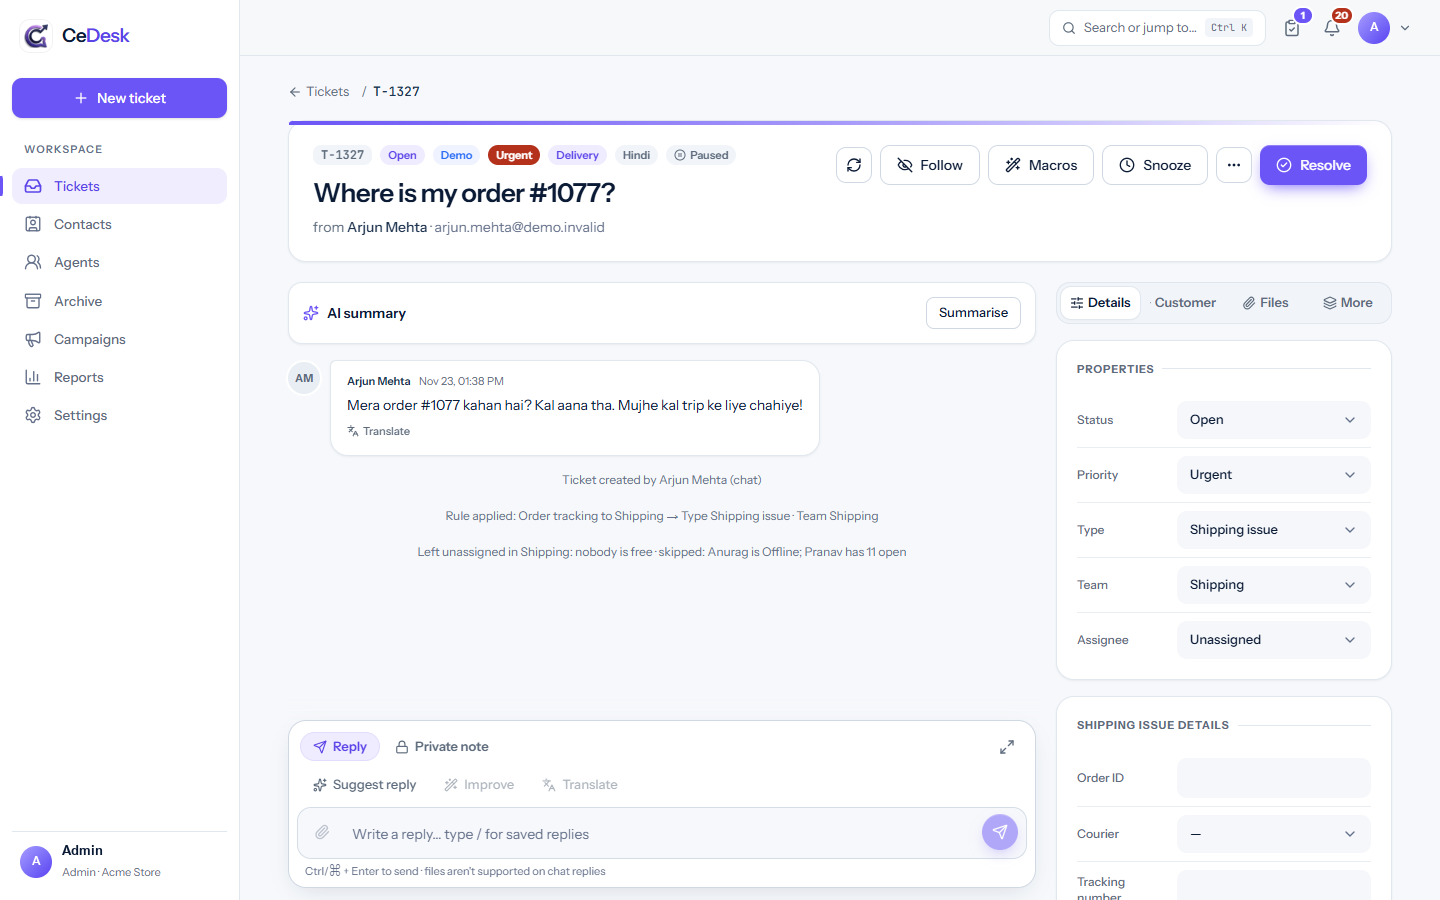 CeDesk
Search or jump to... Ctrl K
1
20
A
New ticket
WORKSPACE
Tickets
Contacts
Agents
Archive
Campaigns
Reports
Settings
A
Admin
Admin · Acme Store
Tickets / T-1327
T-1327 Open Demo Urgent Delivery Hindi Paused
Where is my order #1077?
from Arjun Mehta · arjun.mehta@demo.invalid
Follow
Macros
Snooze
Resolve
AI summary
Summarise
AM
Arjun Mehta Nov 23, 01:38 PM
Mera order #1077 kahan hai? Kal aana tha. Mujhe kal trip ke liye chahiye!
Translate
Ticket created by Arjun Mehta (chat)
Rule applied: Order tracking to Shipping → Type Shipping issue · Team Shipping
Left unassigned in Shipping: nobody is free · skipped: Anurag is Offline; Pranav has 11 open
Reply
Private note
Suggest reply
Improve
Translate
Write a reply... type / for saved replies
Ctrl/⌘ + Enter to send · files aren't supported on chat replies
Details
Customer
Files
More
PROPERTIES
Status Open
Priority Urgent
Type Shipping issue
Team Shipping
Assignee Unassigned
SHIPPING ISSUE DETAILS
Order ID
Courier —
Tracking
number